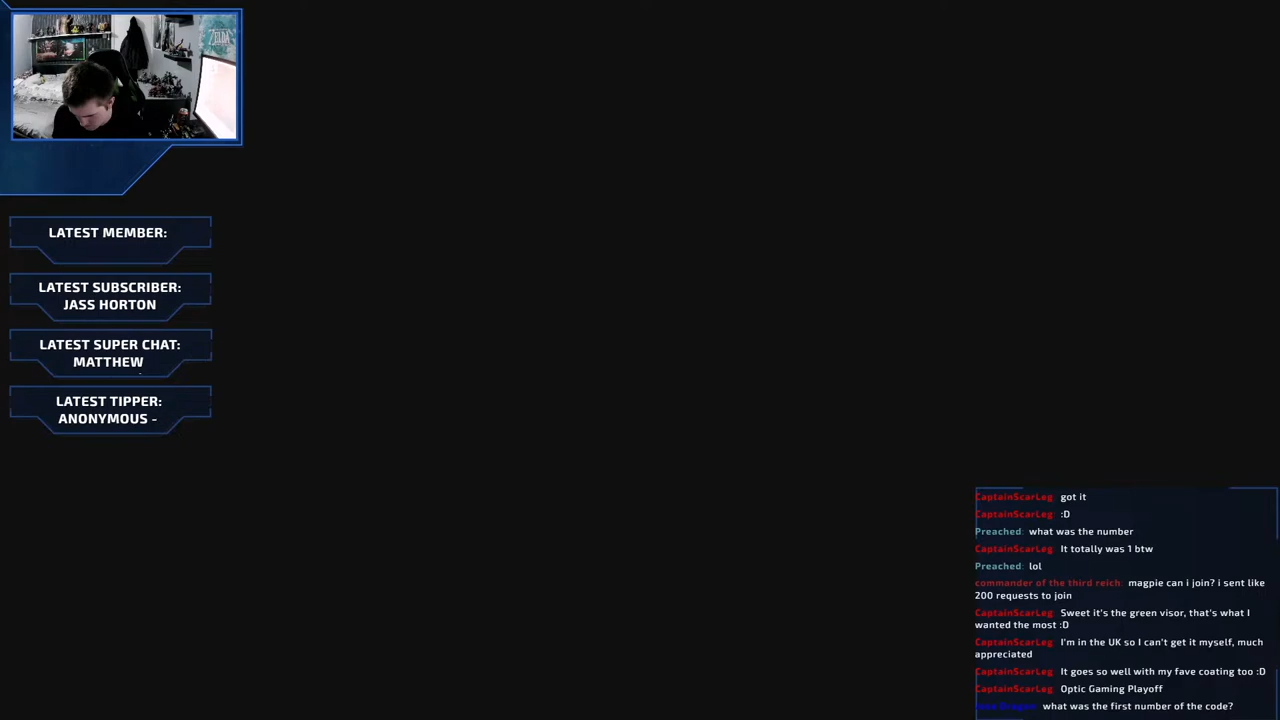 ZELDA
LATEST MEMBER:
LATEST SUBSCRIBER:
JASS HORTON
LATEST SUPER CHAT:
MATTHEW
LATEST TIPPER:
ANONYMOUS -
CaptainScarLeg got it
CaptainScarLeg :D
Preached: what was the number
CaptainScarLeg It totally was 1 btw
Preached: lol
commander of the third reich magpie can i join? i sent like
200 requests to join
CaptainScarLeg Sweet it's the green visor, that's what I
wanted the most :D
CaptainScarLeg I'm in the UK so I can't get it myself, much
appreciated
CaptainScarLeg It goes so well with my fave coating too :D
CaptainScarLeg Optic Gaming Playoff
what was the first number of the code?